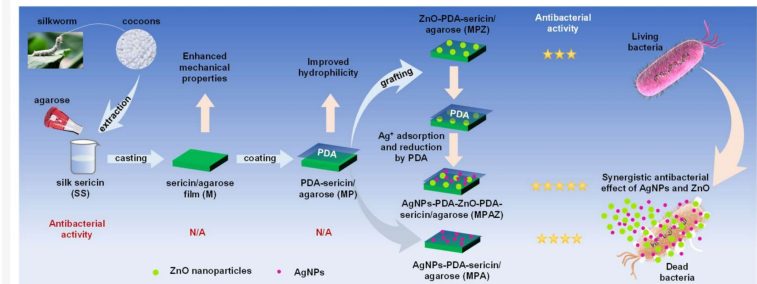 silkworm
cocoons
extraction
agarose
silk sericin
(SS)
casting
Enhanced
mechanical
properties
sericin/agarose
film (M)
coating
Improved
hydrophilicity
PDA
PDA-sericin/
agarose (MP)
grafting
ZnO-PDA-sericin/
agarose (MPZ)
PDA
Ag⁺ adsorption
and reduction
by PDA
AgNPs-PDA-ZnO-PDA-
sericin/agarose (MPAZ)
AgNPs-PDA-sericin/
agarose (MPA)
Antibacterial
activity
Living
bacteria
Synergistic antibacterial
effect of AgNPs and ZnO
Dead
bacteria
Antibacterial
activity
N/A
N/A
ZnO nanoparticles
AgNPs